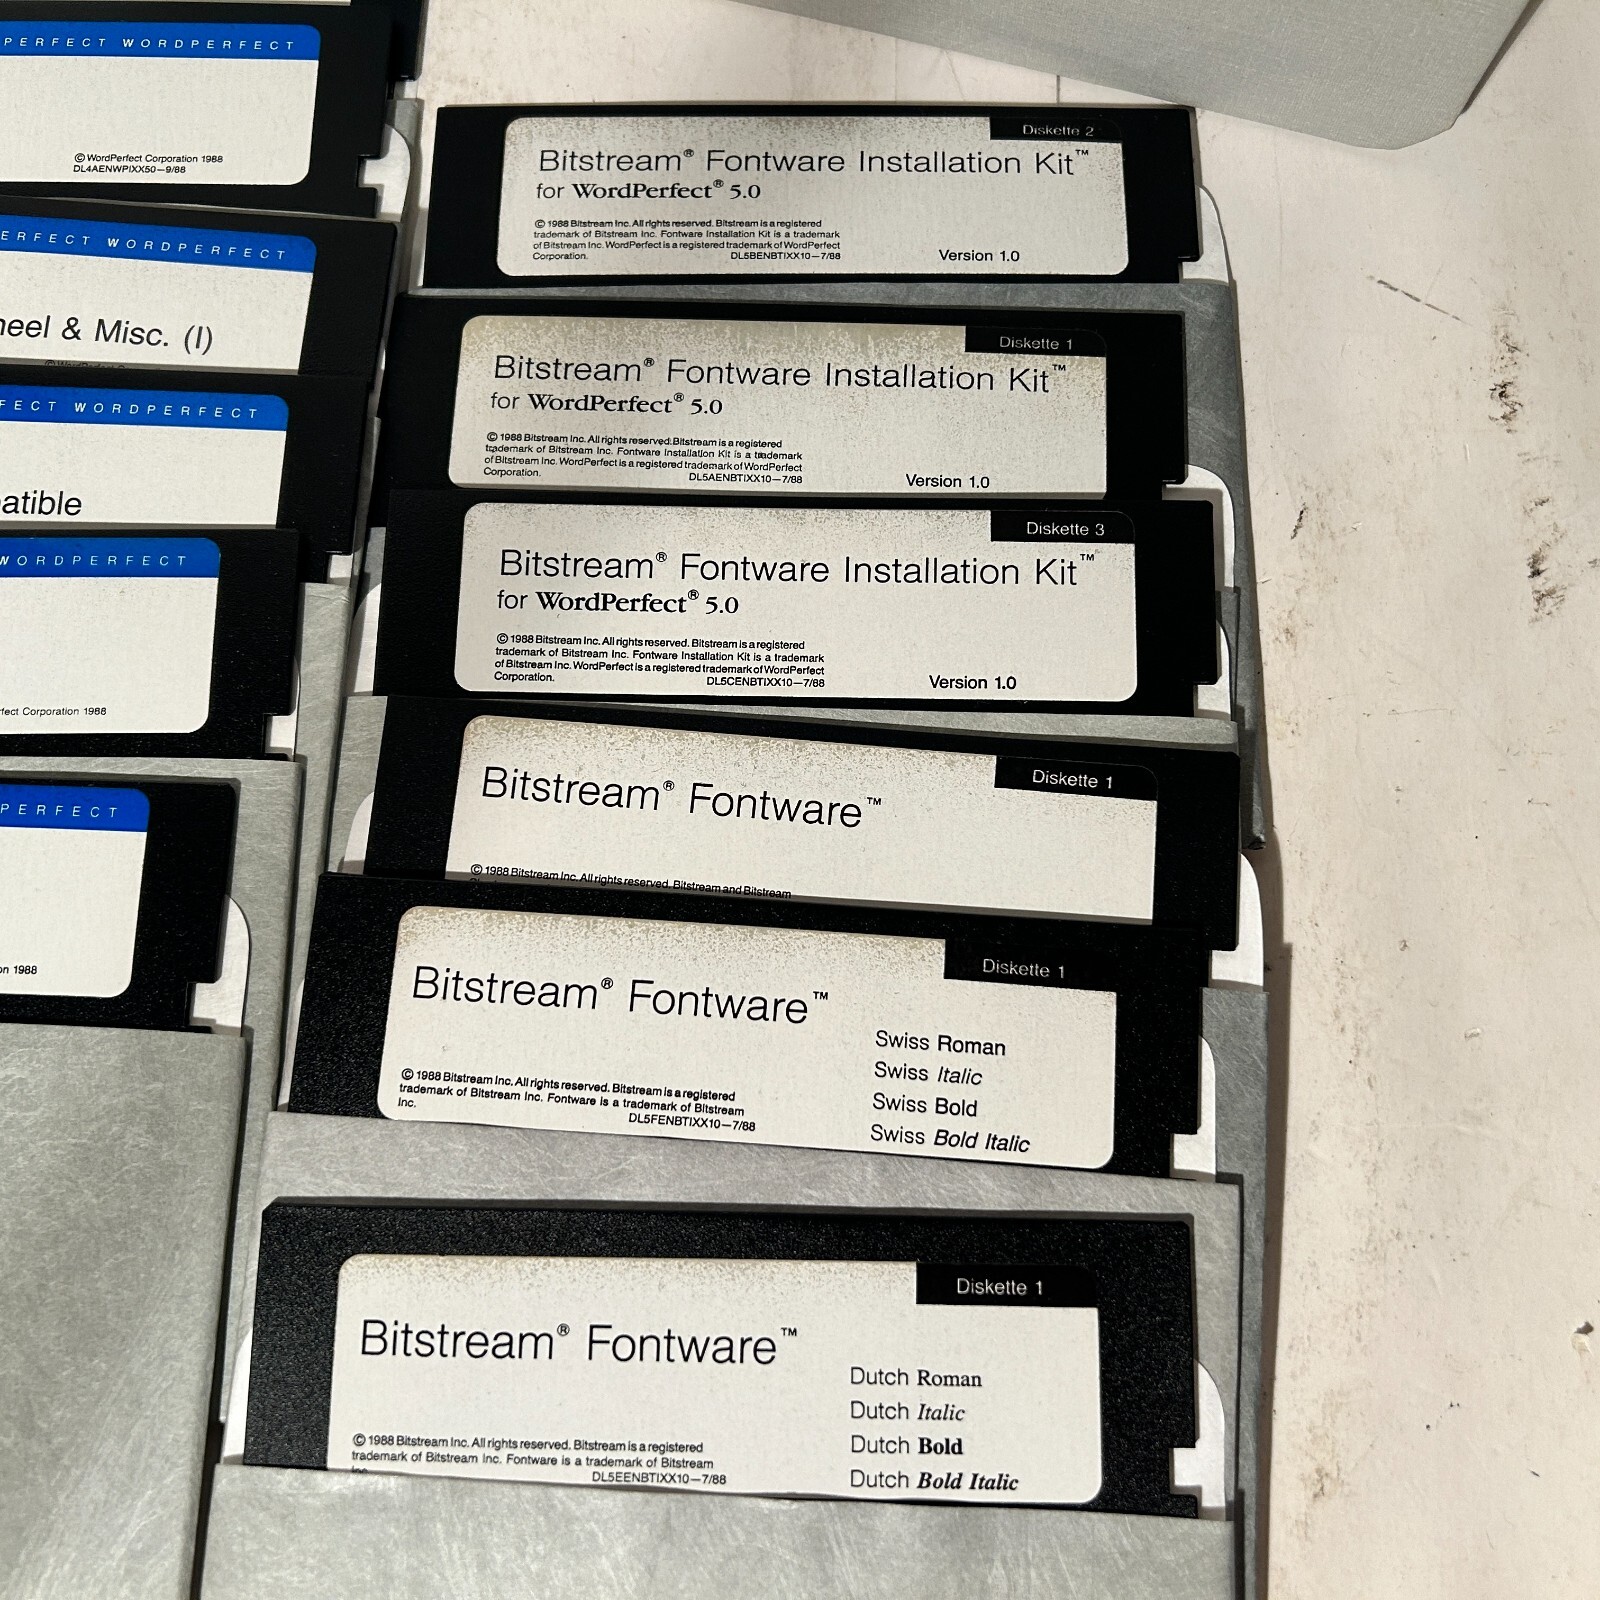 PERFECT WORDPERFECT
© WordPerfect Corporation 1988
DL4AENWPIXX50—9/88
ERFECT WORDPERFECT
heel & Misc. (I)
FECT WORDPERFECT
atible
WORDPERFECT
fect Corporation 1988
PERFECT
on 1988
Diskette 2
Bitstream® Fontware Installation Kit™
for WordPerfect® 5.0
© 1988 Bitstream Inc. All rights reserved. Bitstream is a registered
trademark of Bitstream Inc. Fontware Installation Kit is a trademark
of Bitstream Inc. WordPerfect is a registered trademark of WordPerfect
Corporation. DL5BENBTIXX10—7/88
Version 1.0
Diskette 1
Bitstream® Fontware Installation Kit™
for WordPerfect® 5.0
© 1988 Bitstream Inc. All rights reserved. Bitstream is a registered
trademark of Bitstream Inc. Fontware Installation Kit is a trademark
of Bitstream Inc. WordPerfect is a registered trademark of WordPerfect
Corporation. DL5AENBTIXX10—7/88
Version 1.0
Diskette 3
Bitstream® Fontware Installation Kit™
for WordPerfect® 5.0
© 1988 Bitstream Inc. All rights reserved. Bitstream is a registered
trademark of Bitstream Inc. Fontware Installation Kit is a trademark
of Bitstream Inc. WordPerfect is a registered trademark of WordPerfect
Corporation. DL5CENBTIXX10—7/88
Version 1.0
Diskette 1
Bitstream® Fontware™
© 1988 Bitstream Inc. All rights reserved. Bitstream and Bitstream
Diskette 1
Bitstream® Fontware™
Swiss Roman
Swiss Italic
Swiss Bold
Swiss Bold Italic
© 1988 Bitstream Inc. All rights reserved. Bitstream is a registered
trademark of Bitstream Inc. Fontware is a trademark of Bitstream
Inc. DL5FENBTIXX10—7/88
Diskette 1
Bitstream® Fontware™
Dutch Roman
Dutch Italic
Dutch Bold
Dutch Bold Italic
© 1988 Bitstream Inc. All rights reserved. Bitstream is a registered
trademark of Bitstream Inc. Fontware is a trademark of Bitstream
Inc. DL5EENBTIXX10—7/88